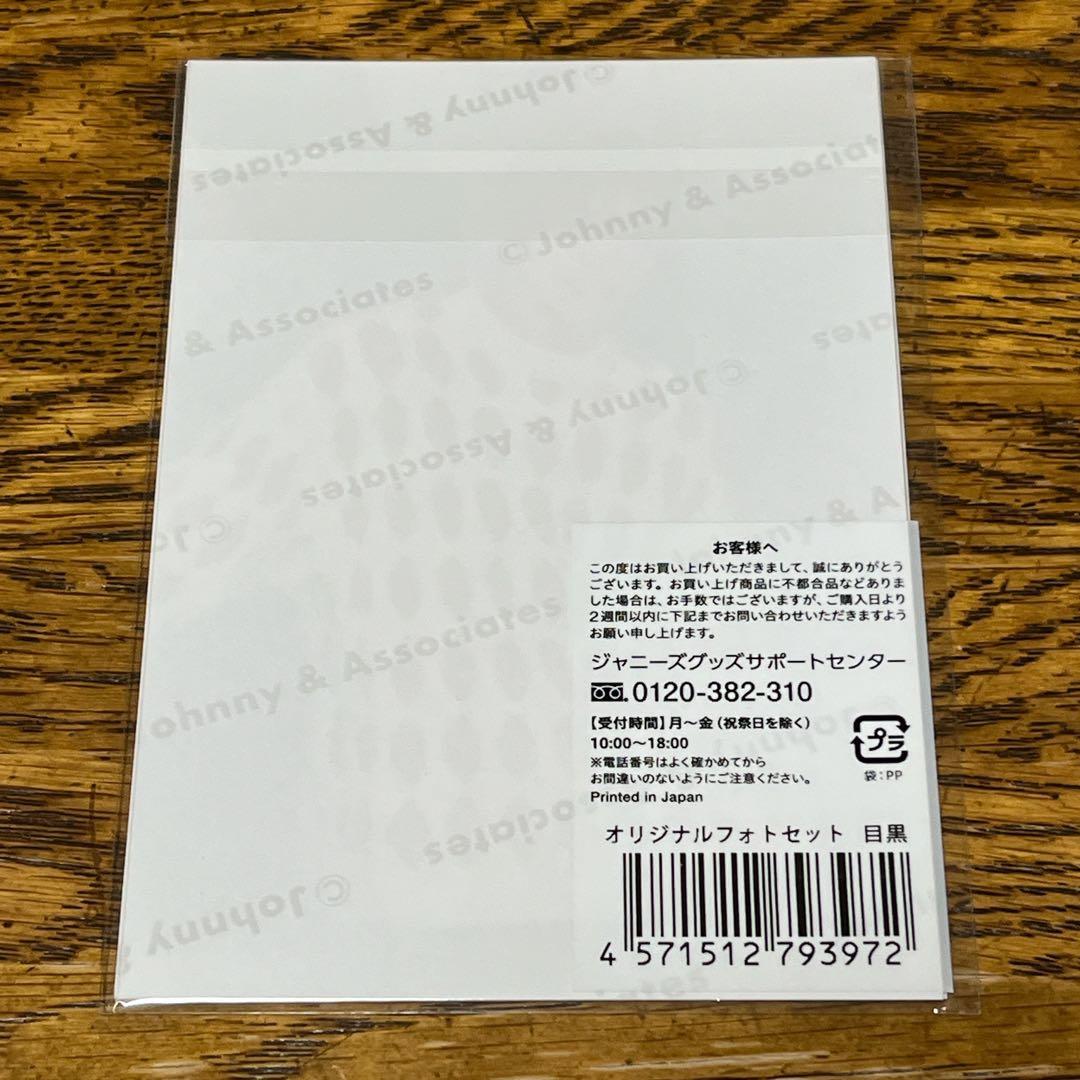 © Johnny & Associates
© Johnny & Associates
& Associates
© Johnny & Associates
Johnny & A
ohnny & Associates
© Johnny &
お客様へ
この度はお買い上げいただきまして、誠にありがとう
ございます。お買い上げ商品に不都合品などありま
した場合は、お手数ではございますが、ご購入日より
2週間以内に下記までお問い合わせいただきますよう
お願い申し上げます。
ジャニーズグッズサポートセンター
0120-382-310
【受付時間】月〜金(祝祭日を除く)
10:00〜18:00
※電話番号はよく確かめてから
お間違いのないようにご注意ください。
Printed in Japan
プラ
袋:PP
オリジナルフォトセット 目黒
4 571512 793972